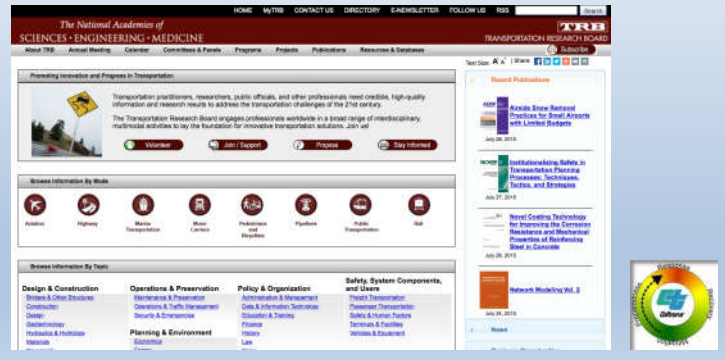 HOME MyTRB CONTACT US DIRECTORY E-NEWSLETTER FOLLOW US RSS Search
The National Academies of
SCIENCES • ENGINEERING • MEDICINE
TRB
TRANSPORTATION RESEARCH BOARD
About TRB Annual Meeting Calendar Committees & Panels Programs Projects Publications Resources & Databases
Subscribe
Text Size: A A | Share
Promoting Innovation and Progress in Transportation
Transportation practitioners, researchers, public officials, and other professionals need credible, high-quality
information and research results to address the transportation challenges of the 21st century.
The Transportation Research Board engages professionals worldwide in a broad range of interdisciplinary,
multimodal activities to lay the foundation for innovative transportation solutions. Join us!
Volunteer
Join / Support
Propose
Stay Informed
Browse Information By Mode
Aviation
Highway
Marine
Transportation
Motor
Carriers
Pedestrians
and
Bicyclists
Pipelines
Public
Transportation
Rail
Browse Information By Topic
Design & Construction
Bridges & Other Structures
Construction
Design
Geotechnology
Hydraulics & Hydrology
Materials
Operations & Preservation
Maintenance & Preservation
Operations & Traffic Management
Security & Emergencies
Planning & Environment
Economics
Policy & Organization
Administration & Management
Data & Information Technology
Education & Training
Finance
History
Law
Safety, System Components,
and Users
Freight Transportation
Passenger Transportation
Safety & Human Factors
Terminals & Facilities
Vehicles & Equipment
Recent Publications
Airside Snow Removal
Practices for Small Airports
with Limited Budgets
July 28, 2015
Institutionalizing Safety in
Transportation Planning
Processes: Techniques,
Tactics, and Strategies
July 27, 2015
Novel Coating Technology
for Improving the Corrosion
Resistance and Mechanical
Properties of Reinforcing
Steel in Concrete
July 26, 2015
Network Modeling Vol. 2
News
Caltrans